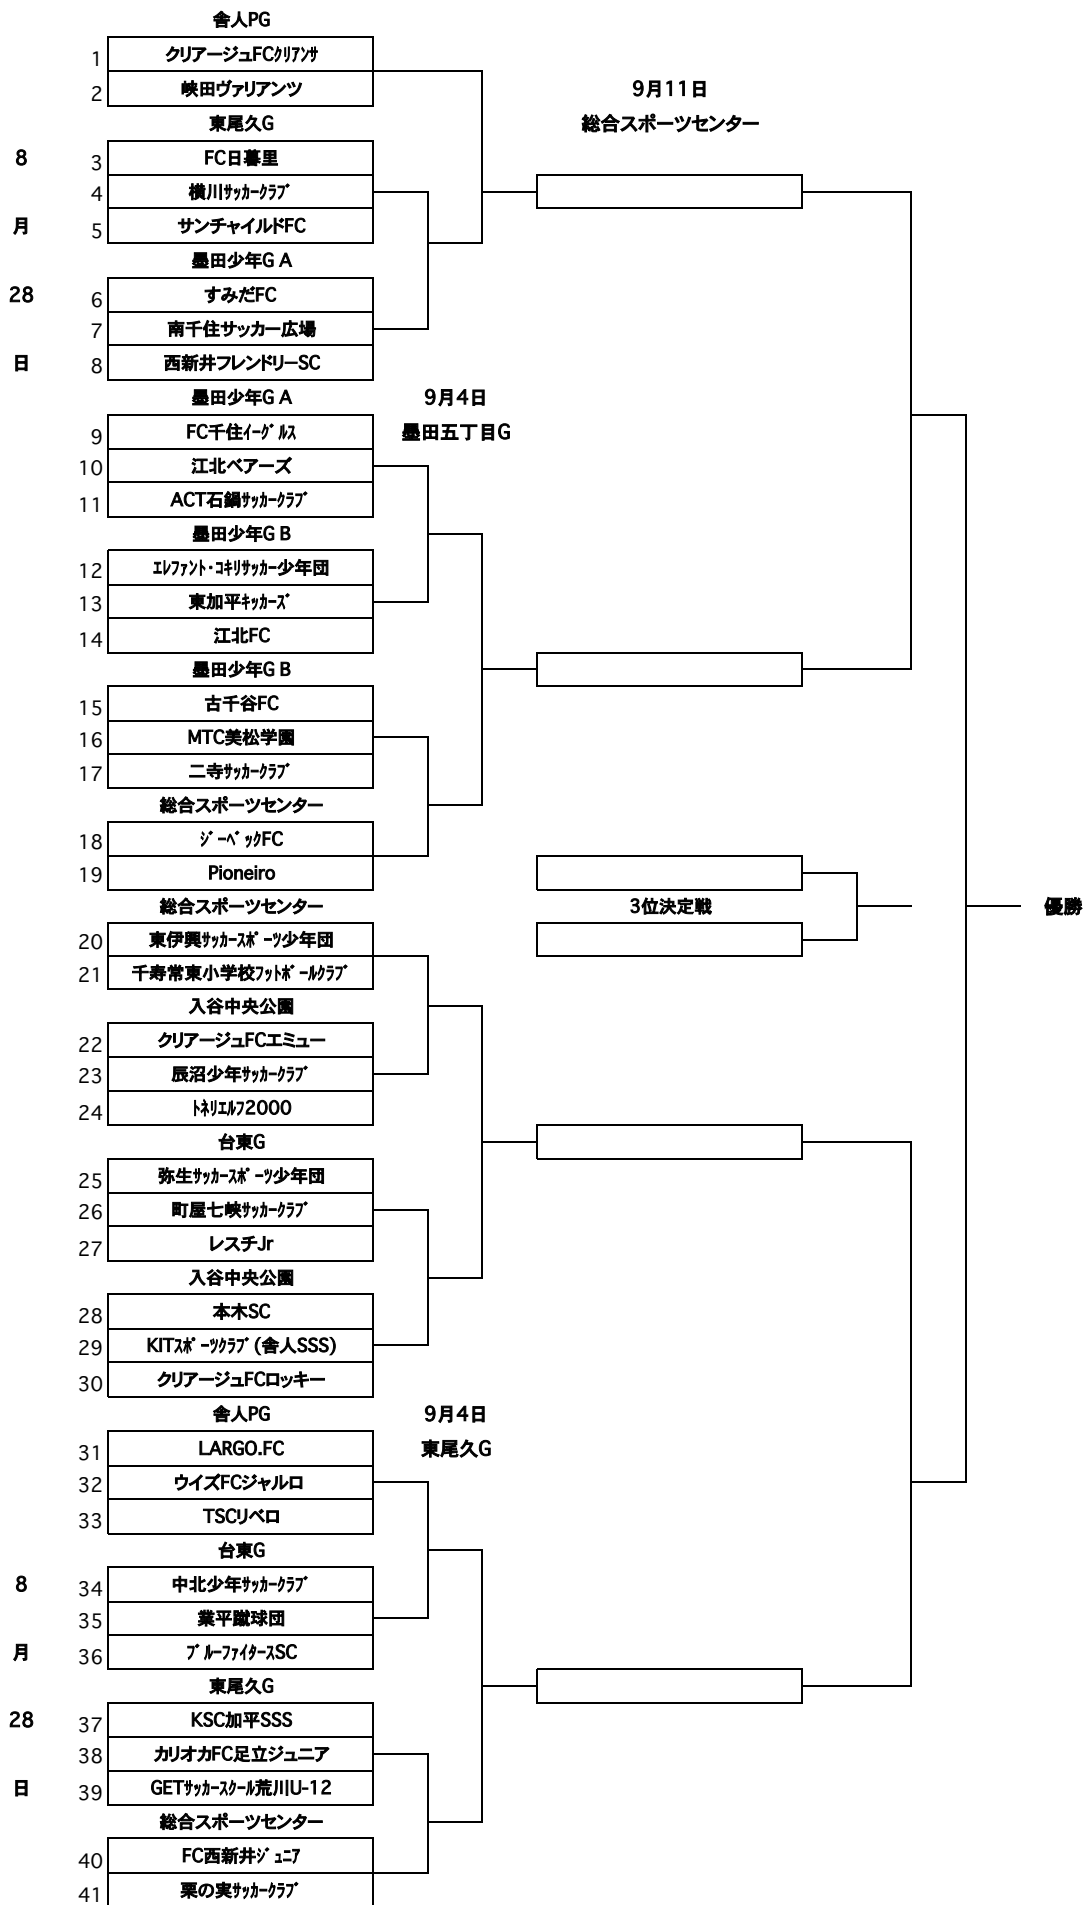 舎人PG
1 クリアージュFCｸﾘｱﾝｻ
2 峡田ヴァリアンツ
9月11日
東尾久G
総合スポーツセンター
8
3 FC日暮里
4 横川ｻｯｶｰｸﾗﾌﾞ
月
5 サンチャイルドFC
墨田少年G A
28
6 すみだFC
7 南千住サッカー広場
日
8 西新井フレンドリーSC
墨田少年G A
9月4日
9 FC千住ｲｰｸﾞﾙｽ
墨田五丁目G
10 江北ベアーズ
11 ACT石鍋ｻｯｶｰｸﾗﾌﾞ
墨田少年G B
12 ｴﾚﾌｧﾝﾄ・ｺｷﾘｻｯｶｰ少年団
13 東加平ｷｯｶｰｽﾞ
14 江北FC
墨田少年G B
15 古千谷FC
16 MTC美松学園
17 二寺ｻｯｶｰｸﾗﾌﾞ
総合スポーツセンター
18 ｼﾞｰﾍﾞｯｸFC
19 Pioneiro
総合スポーツセンター
3位決定戦
優勝
20 東伊興ｻｯｶｰｽﾎﾟｰﾂ少年団
21 千寿常東小学校ﾌｯﾄﾎﾞｰﾙｸﾗﾌﾞ
入谷中央公園
22 クリアージュFCエミュー
23 辰沼少年ｻｯｶｰｸﾗﾌﾞ
24 ﾄﾈﾘｴﾙﾌ2000
台東G
25 弥生ｻｯｶｰｽﾎﾟｰﾂ少年団
26 町屋七峡ｻｯｶｰｸﾗﾌﾞ
27 レスチJr
入谷中央公園
28 本木SC
29 KITｽﾎﾟｰﾂｸﾗﾌﾞ(舎人SSS)
30 クリアージュFCロッキー
舎人PG
9月4日
31 LARGO.FC
東尾久G
32 ウイズFCジャルロ
33 TSCリベロ
台東G
8
34 中北少年ｻｯｶｰｸﾗﾌﾞ
35 業平蹴球団
月
36 ﾌﾞﾙｰﾌｧｲﾀｰｽSC
東尾久G
28
37 KSC加平SSS
38 カリオカFC足立ジュニア
日
39 GETｻｯｶｰｽｸｰﾙ荒川U-12
総合スポーツセンター
40 FC西新井ｼﾞｭﾆｱ
41 栗の実ｻｯｶｰｸﾗﾌﾞ